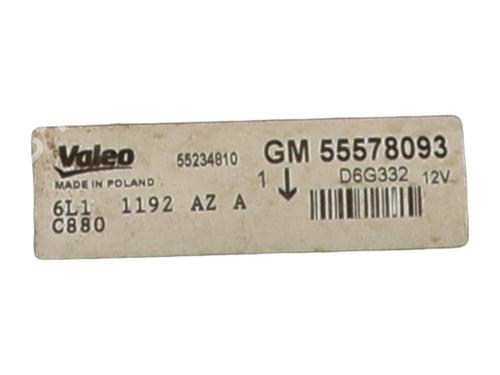 Valeo 55234810 GM 55578093
MADE IN POLAND 1 D6G332 12V
6L1 1192 AZ A
C880